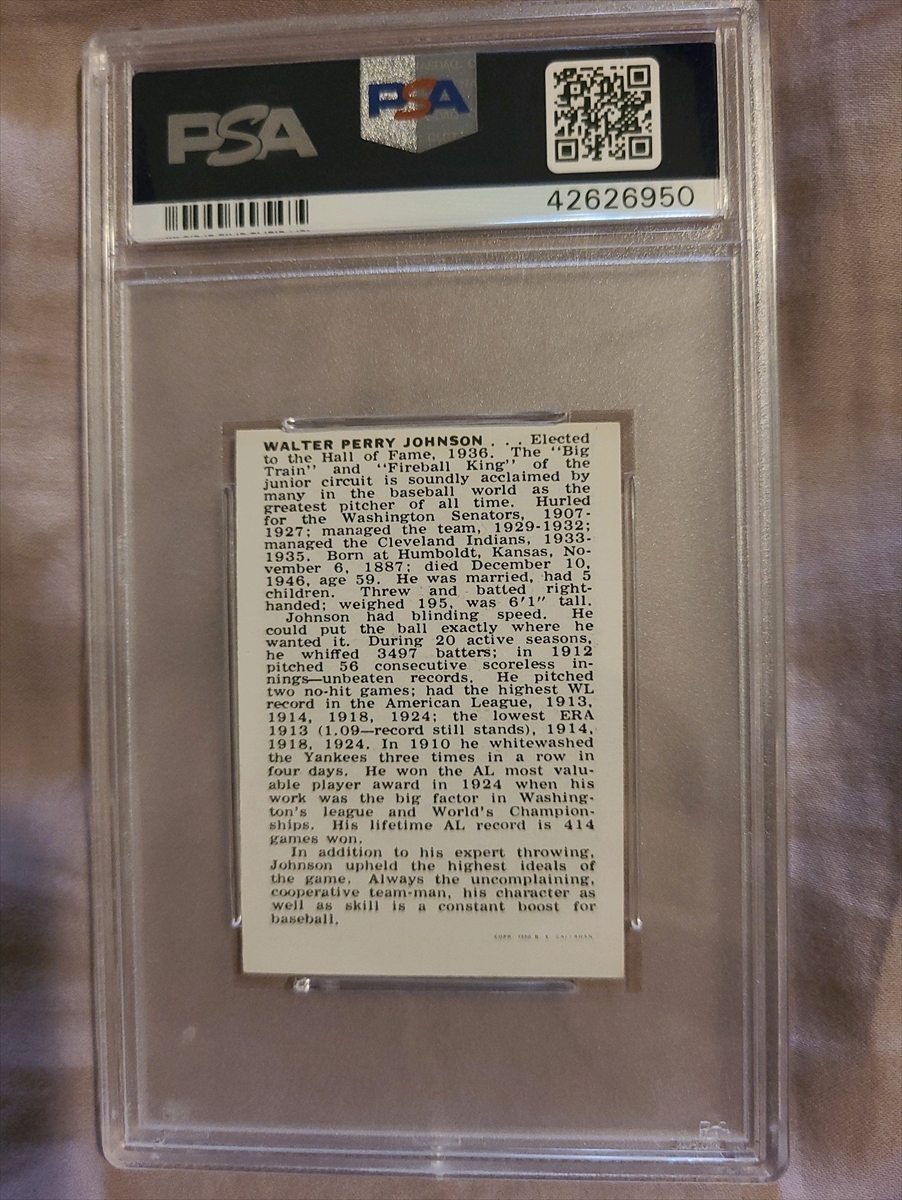 PSA
PSA
42626950
WALTER PERRY JOHNSON . . . Elected
to the Hall of Fame, 1936. The "Big
Train" and "Fireball King" of the
junior circuit is soundly acclaimed by
many in the baseball world as the
greatest pitcher of all time. Hurled
for the Washington Senators, 1907-
1927; managed the team, 1929-1932;
managed the Cleveland Indians, 1933-
1935. Born at Humboldt, Kansas, No-
vember 6, 1887; died December 10,
1946, age 59. He was married, had 5
children. Threw and batted right-
handed; weighed 195, was 6'1" tall.
Johnson had blinding speed. He
could put the ball exactly where he
wanted it. During 20 active seasons,
he whiffed 3497 batters; in 1912
pitched 56 consecutive scoreless in-
nings—unbeaten records. He pitched
two no-hit games; had the highest WL
record in the American League, 1913,
1914, 1918, 1924; the lowest ERA
1913 (1.09—record still stands), 1914,
1918, 1924. In 1910 he whitewashed
the Yankees three times in a row in
four days. He won the AL most valu-
able player award in 1924 when his
work was the big factor in Washing-
ton's league and World's Champion-
ships. His lifetime AL record is 414
games won.
In addition to his expert throwing,
Johnson upheld the highest ideals of
the game. Always the uncomplaining,
cooperative team-man, his character as
well as skill is a constant boost for
baseball.